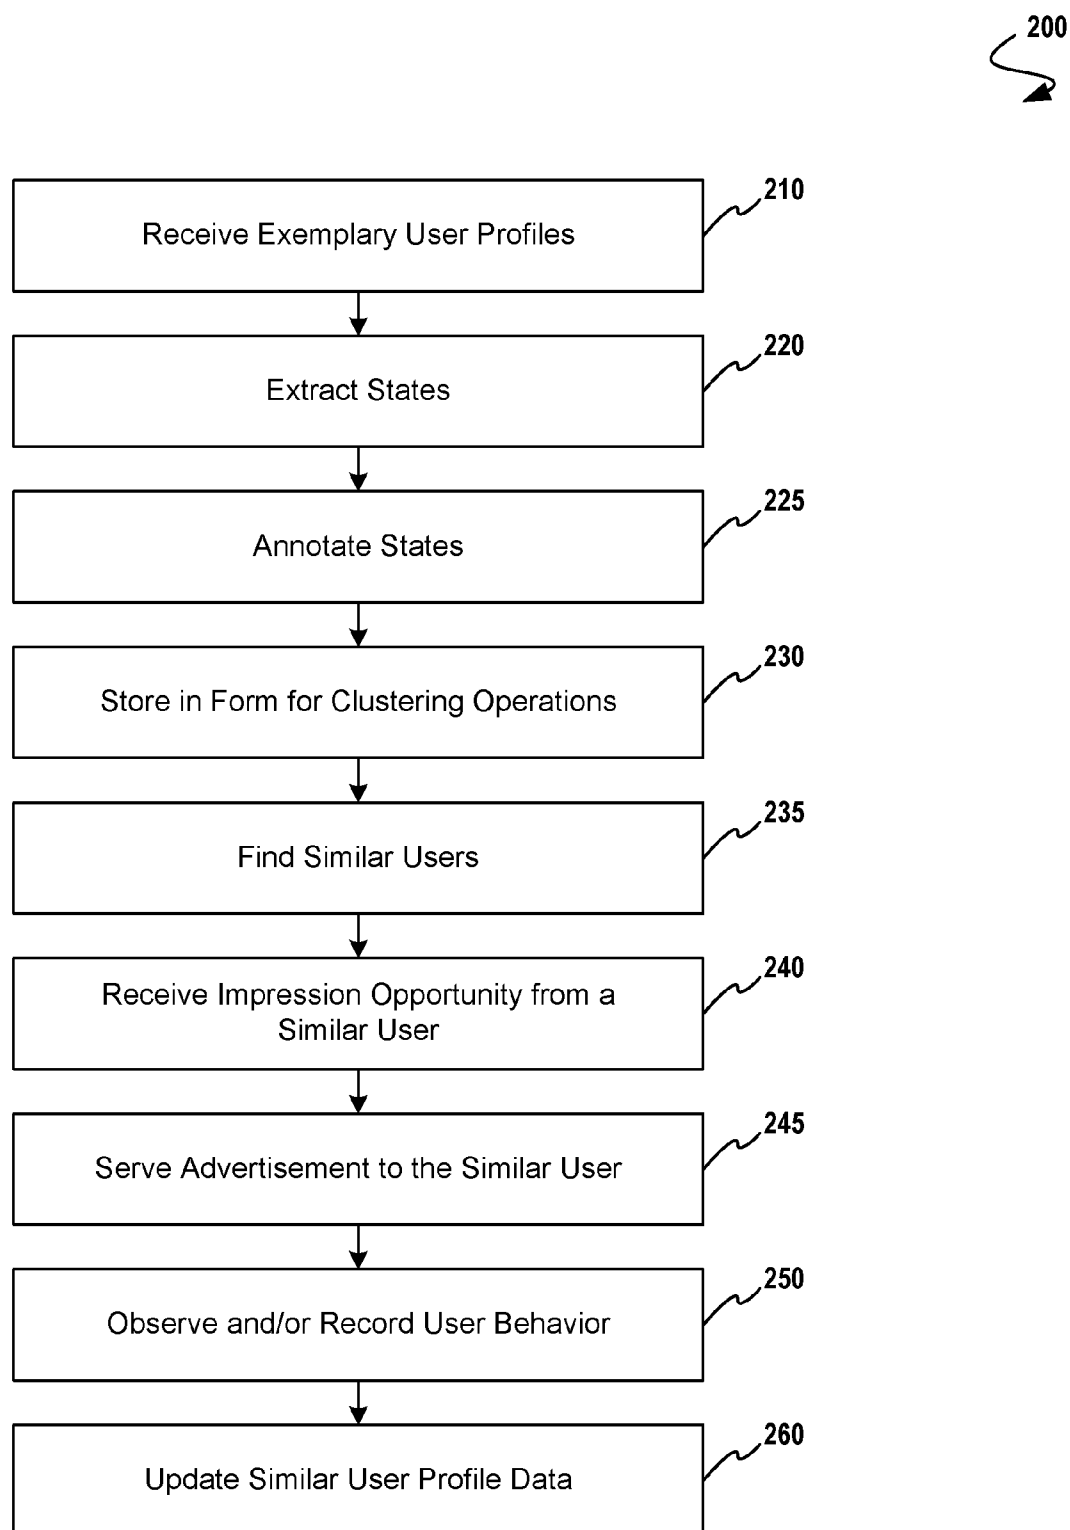 200
210
Receive Exemplary User Profiles
220
Extract States
225
Annotate States
230
Store in Form for Clustering Operations
235
Find Similar Users
240
Receive Impression Opportunity from a
Similar User
245
Serve Advertisement to the Similar User
250
Observe and/or Record User Behavior
260
Update Similar User Profile Data